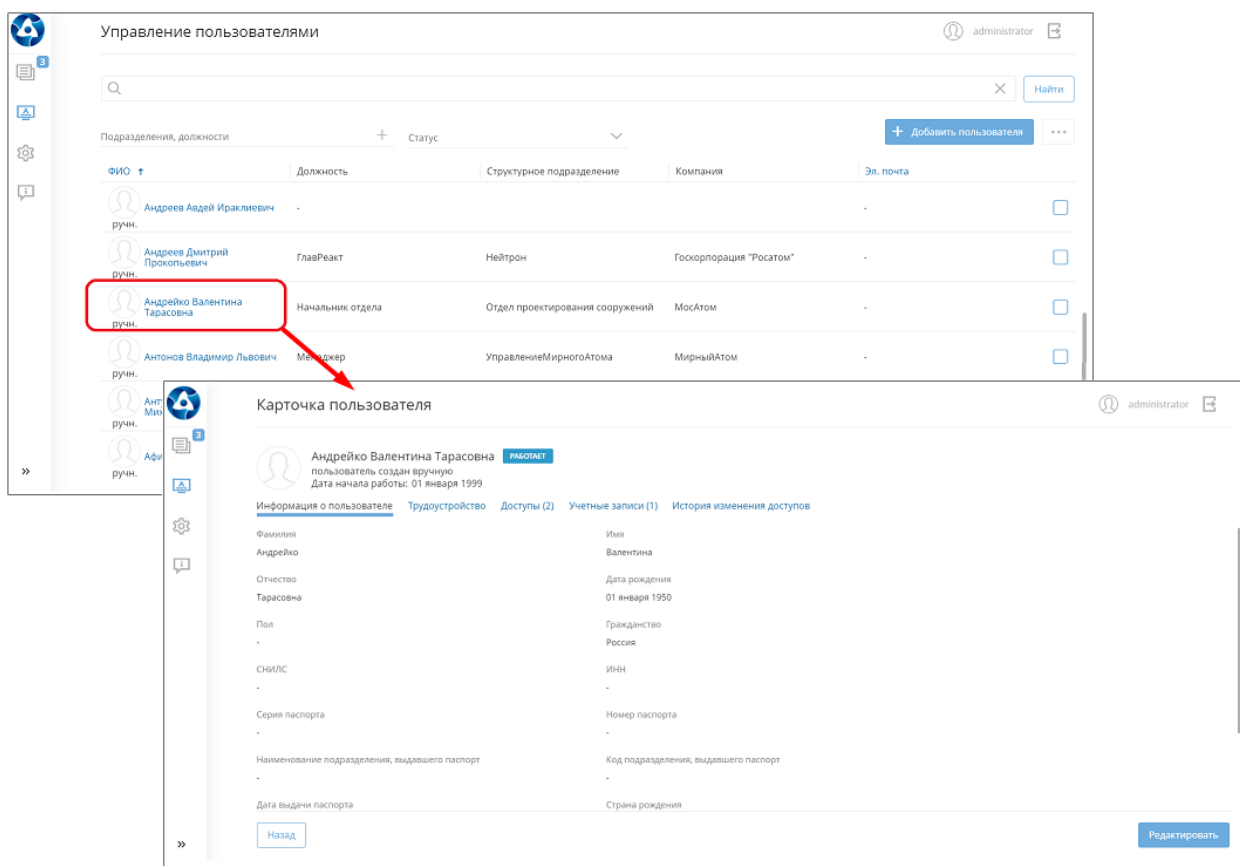 Управление пользователями
administrator
3
Найти
Подразделения, должности
Статус
Добавить пользователя
ФИО ↑ Должность Структурное подразделение Компания Эл. почта
Андреев Авдей Ираклиевич - -
ручн.
Андреев Дмитрий
Прокопьевич
ГлавРеакт Нейтрон Госкорпорация "Росатом" -
ручн.
Андрейко Валентина
Тарасовна
Начальник отдела Отдел проектирования сооружений МосАтом -
ручн.
Антонов Владимир Львович Менеджер УправлениеМирногоАтома МирныйАтом -
ручн.
ручн.
ручн.
»
Карточка пользователя
administrator
3
Андрейко Валентина Тарасовна РАБОТАЕТ
пользователь создан вручную
Дата начала работы: 01 января 1999
Информация о пользователе Трудоустройство Доступы (2) Учетные записи (1) История изменения доступов
Фамилия Имя
Андрейко Валентина
Отчество Дата рождения
Тарасовна 01 января 1950
Пол Гражданство
- Россия
СНИЛС ИНН
- -
Серия паспорта Номер паспорта
- -
Наименование подразделения, выдавшего паспорт Код подразделения, выдавшего паспорт
- -
Дата выдачи паспорта Страна рождения
Назад Редактировать
»